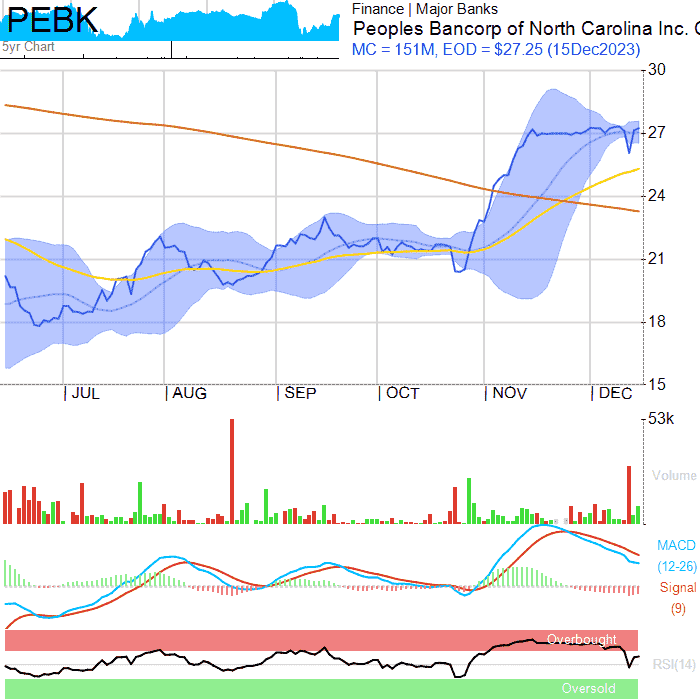 PEBK
5yr Chart
Finance | Major Banks
Peoples Bancorp of North Carolina Inc. C
MC = 151M, EOD = $27.25 (15Dec2023)
30
27
24
21
18
15
JUL
AUG
SEP
OCT
NOV
DEC
53k
Volume
MACD
(12-26)
Signal
(9)
Overbought
RSI(14)
Oversold